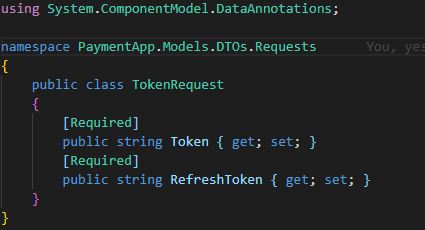 using System.ComponentModel.DataAnnotations;
namespace PaymentApp.Models.DTOs.Requests You, yes
{
public class TokenRequest
{
[Required]
public string Token { get; set; }
[Required]
public string RefreshToken { get; set; }
}
}